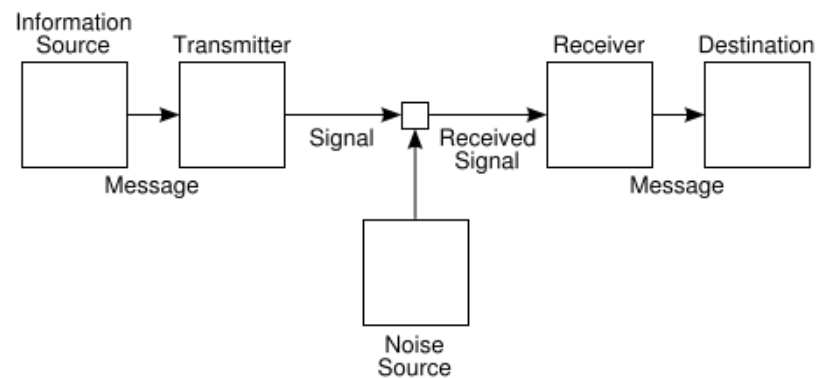 Information
Source
Transmitter
Receiver
Destination
Signal
Received
Signal
Message
Message
Noise
Source